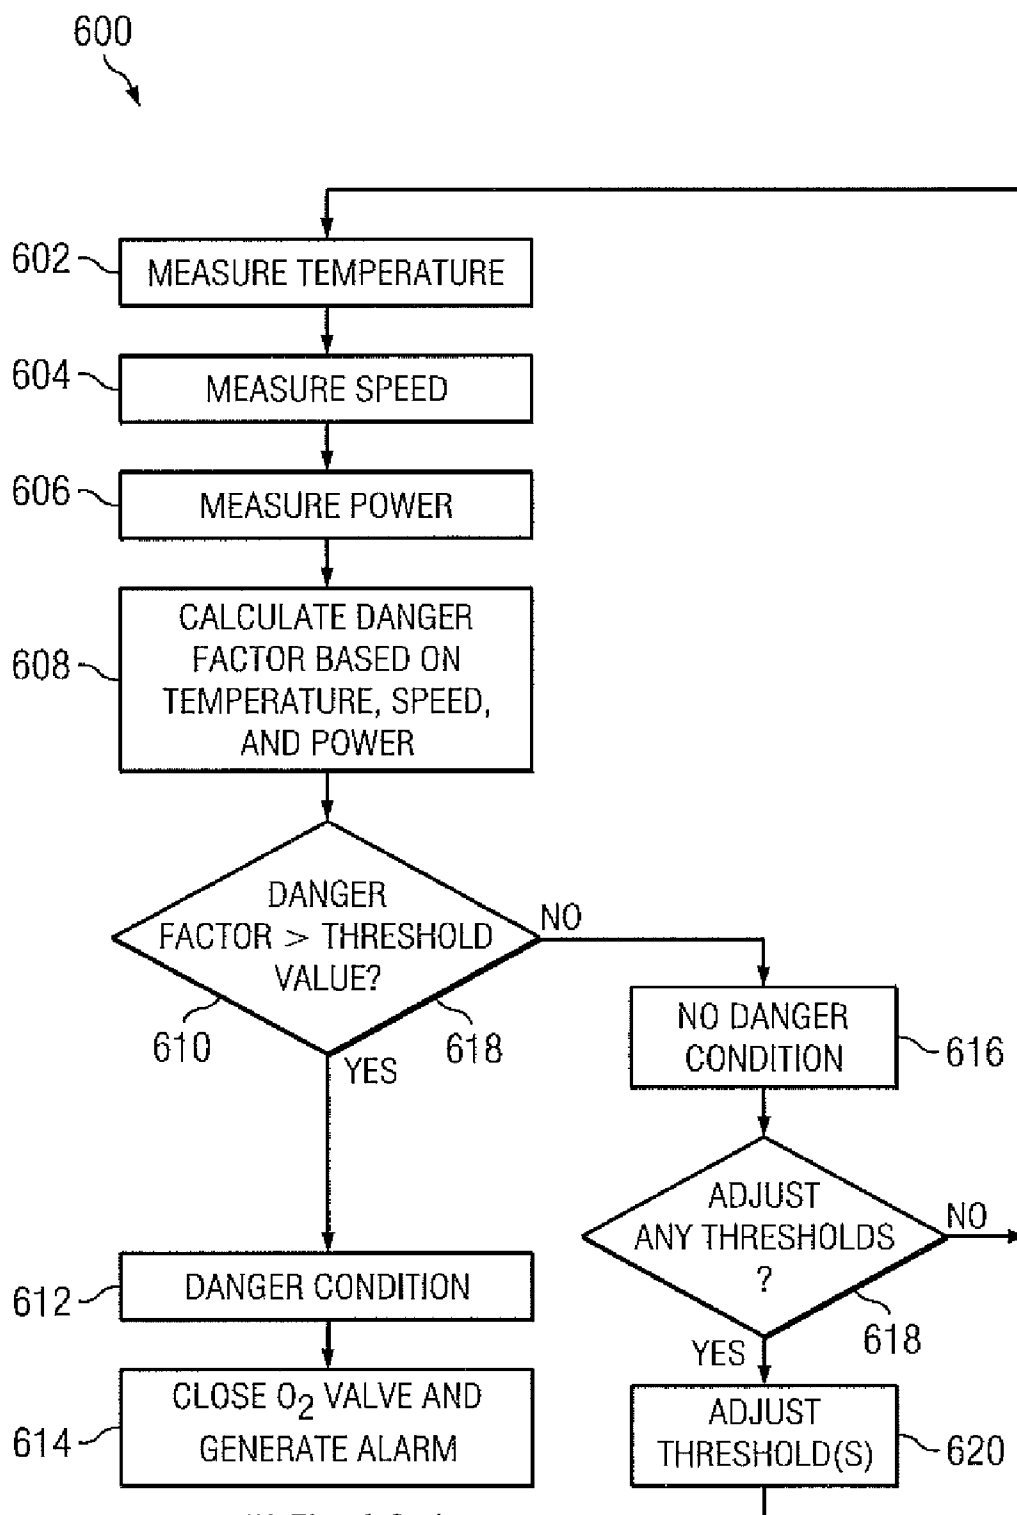 600
602
MEASURE TEMPERATURE
604
MEASURE SPEED
606
MEASURE POWER
608
CALCULATE DANGER
FACTOR BASED ON
TEMPERATURE, SPEED,
AND POWER
DANGER
FACTOR > THRESHOLD
VALUE?
NO
610
618
YES
NO DANGER
CONDITION
616
ADJUST
ANY THRESHOLDS
?
NO
618
YES
612
DANGER CONDITION
614
CLOSE O₂ VALVE AND
GENERATE ALARM
ADJUST
THRESHOLD(S)
620